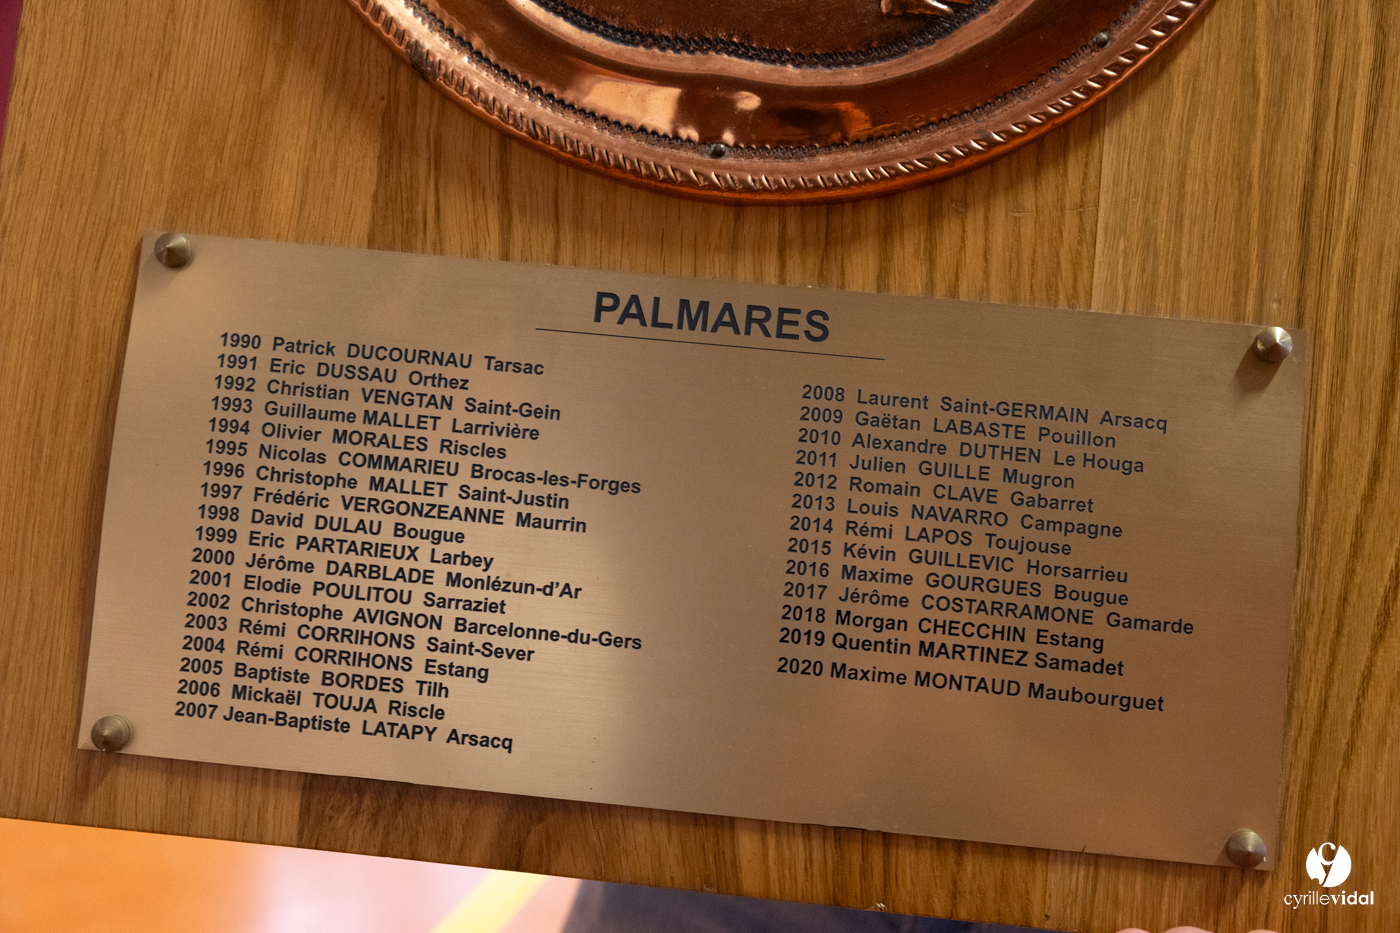 PALMARES
1990 Patrick DUCOURNAU Tarsac
1991 Eric DUSSAU Orthez
1992 Christian VENGTAN Saint-Gein
1993 Guillaume MALLET Larrivière
1994 Olivier MORALES Riscles
1995 Nicolas COMMARIEU Brocas-les-Forges
1996 Christophe MALLET Saint-Justin
1997 Frédéric VERGONZEANNE Maurrin
1998 David DULAU Bougue
1999 Eric PARTARIEUX Larbey
2000 Jérôme DARBLADE Monlézun-d'Ar
2001 Elodie POULITOU Sarraziet
2002 Christophe AVIGNON Barcelonne-du-Gers
2003 Rémi CORRIHONS Saint-Sever
2004 Rémi CORRIHONS Estang
2005 Baptiste BORDES Tilh
2006 Mickaël TOUJA Riscle
2007 Jean-Baptiste LATAPY Arsacq
2008 Laurent Saint-GERMAIN Arsacq
2009 Gaëtan LABASTE Pouillon
2010 Alexandre DUTHEN Le Houga
2011 Julien GUILLE Mugron
2012 Romain CLAVE Gabarret
2013 Louis NAVARRO Campagne
2014 Rémi LAPOS Toujouse
2015 Kévin GUILLEVIC Horsarrieu
2016 Maxime GOURGUES Bougue
2017 Jérôme COSTARRAMONE Gamarde
2018 Morgan CHECCHIN Estang
2019 Quentin MARTINEZ Samadet
2020 Maxime MONTAUD Maubourguet
cyrillevidal